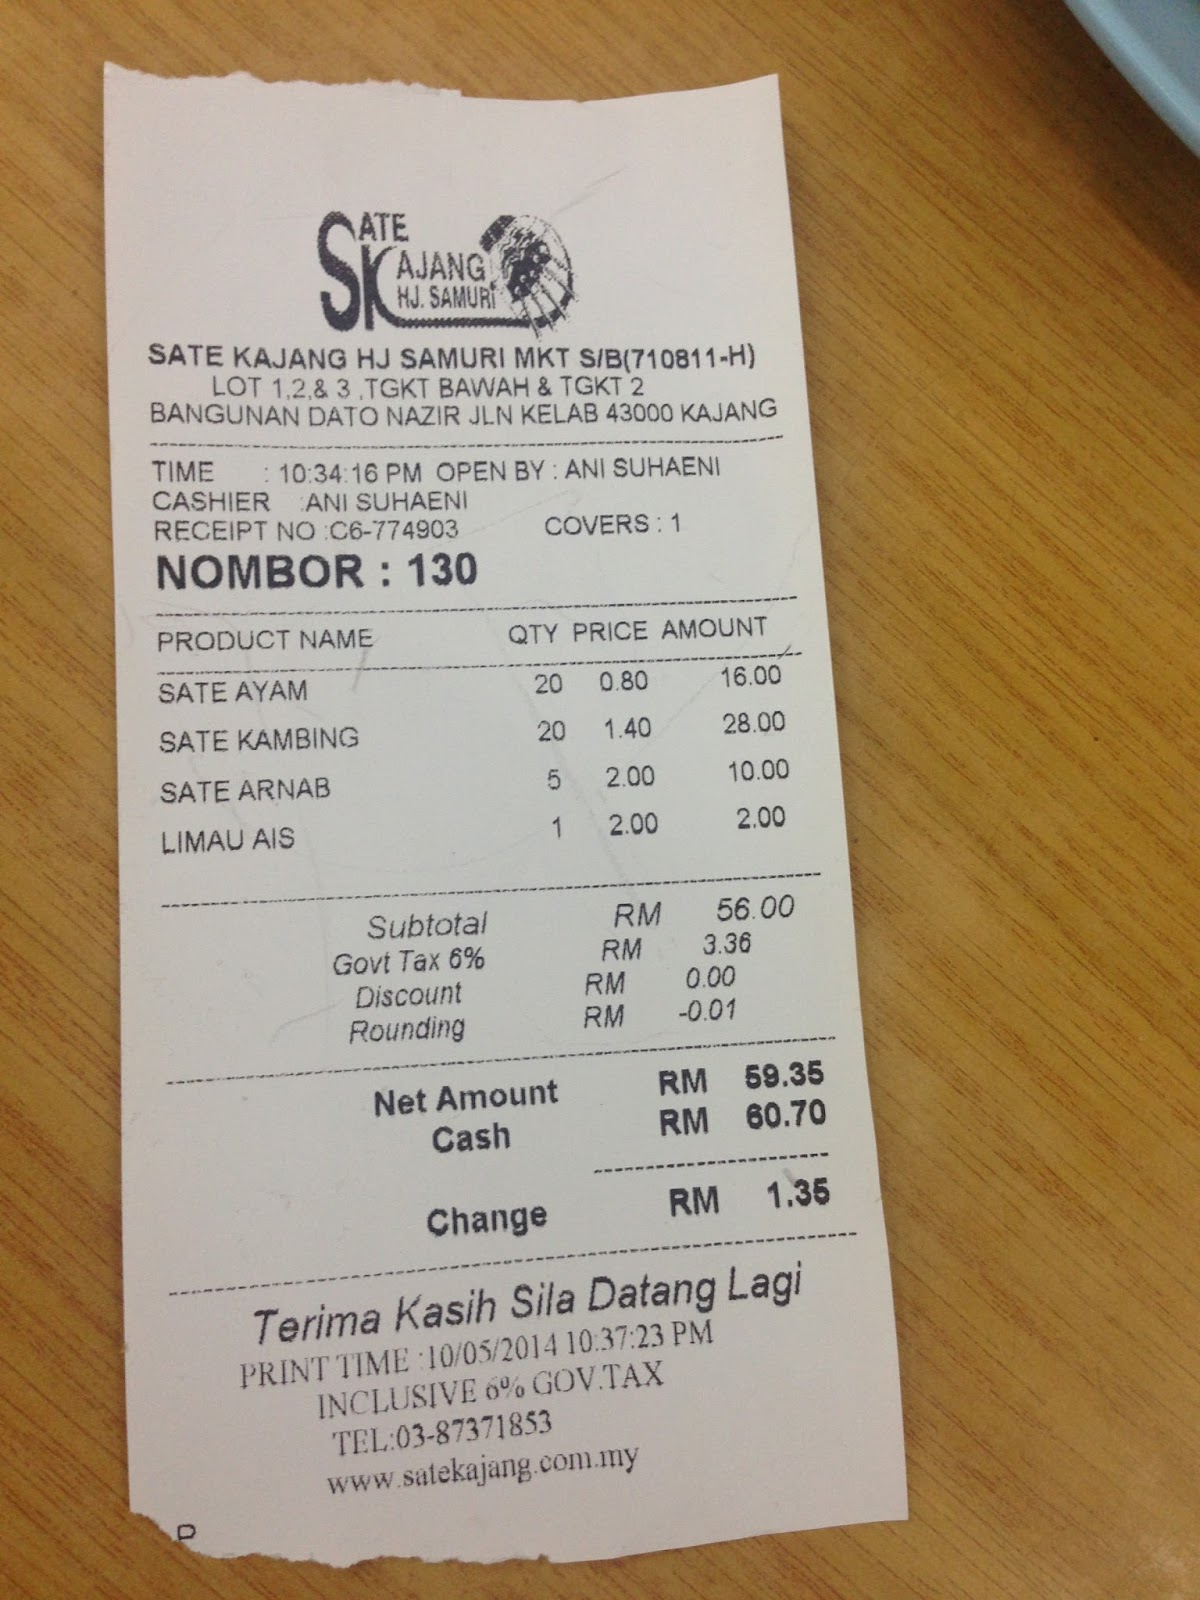 SATE
KAJANG
HJ. SAMURI
SATE KAJANG HJ SAMURI MKT S/B(710811-H)
LOT 1,2,& 3 ,TGKT BAWAH & TGKT 2
BANGUNAN DATO NAZIR JLN KELAB 43000 KAJANG
TIME : 10:34:16 PM OPEN BY : ANI SUHAENI
CASHIER :ANI SUHAENI
RECEIPT NO :C6-774903 COVERS : 1
NOMBOR : 130
PRODUCT NAME QTY PRICE AMOUNT
SATE AYAM 20 0.80 16.00
SATE KAMBING 20 1.40 28.00
SATE ARNAB 5 2.00 10.00
LIMAU AIS 1 2.00 2.00
Subtotal RM 56.00
Govt Tax 6% RM 3.36
Discount RM 0.00
Rounding RM -0.01
Net Amount RM 59.35
Cash RM 60.70
Change RM 1.35
Terima Kasih Sila Datang Lagi
PRINT TIME :10/05/2014 10:37:23 PM
INCLUSIVE 6% GOV.TAX
TEL:03-87371853
www.satekajang.com.my